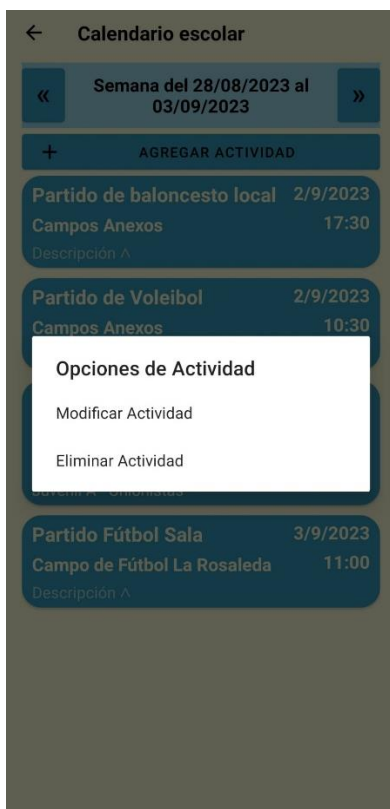 Calendario escolar
«
Semana del 28/08/2023 al
03/09/2023
»
+ AGREGAR ACTIVIDAD
Partido de baloncesto local 2/9/2023
Campos Anexos 17:30
Descripción ˄
Partido de Voleibol 2/9/2023
Campos Anexos 10:30
Opciones de Actividad
Modificar Actividad
Eliminar Actividad
Juvenil A - Unionistas
Partido Fútbol Sala 3/9/2023
Campo de Fútbol La Rosaleda 11:00
Descripción ˄